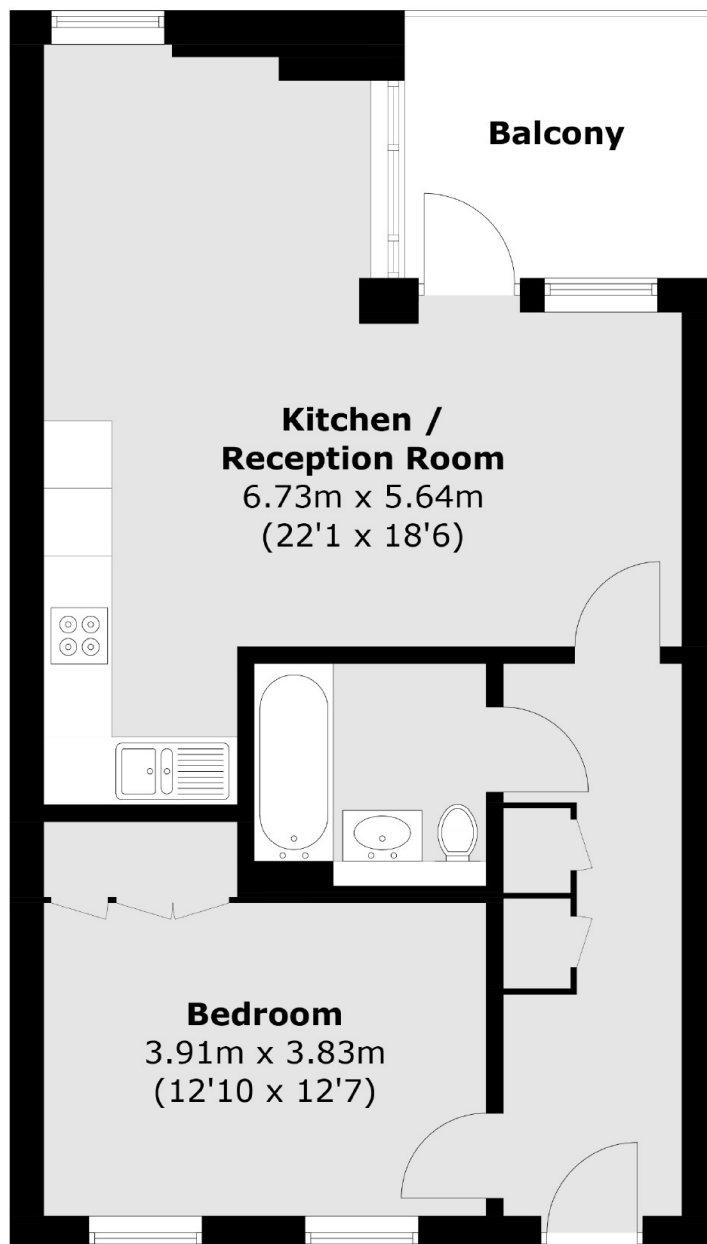 Balcony
Kitchen /
Reception Room
6.73m x 5.64m
(22'1 x 18'6)
Bedroom
3.91m x 3.83m
(12'10 x 12'7)